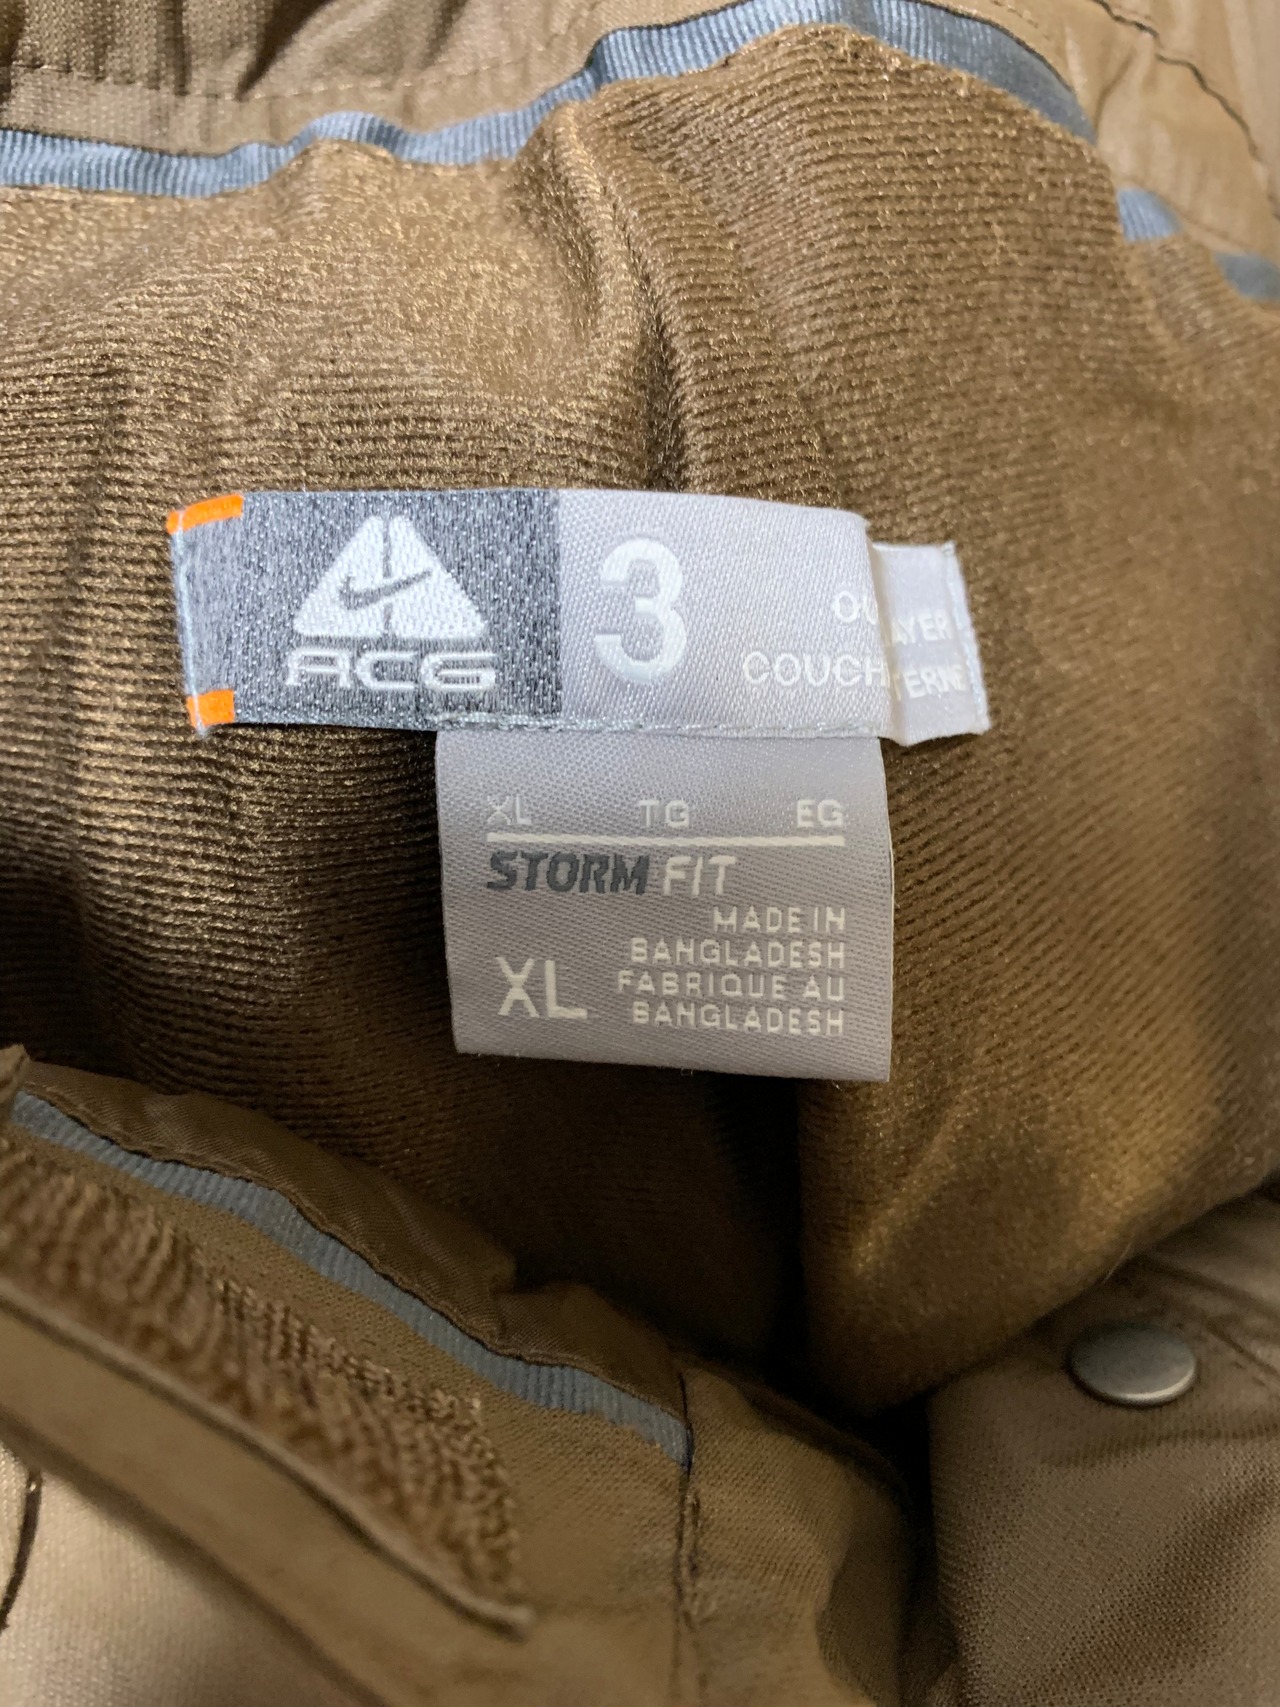 ACG
3
COUCH
XL TG EG
STORM FIT
XL
MADE IN
BANGLADESH
FABRIQUE AU
BANGLADESH